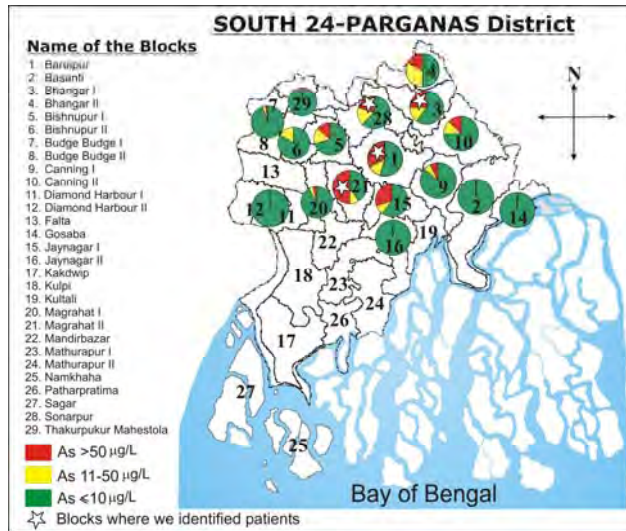 SOUTH 24-PARGANAS District
Name of the Blocks
1. Baruipur
2. Basanti
3. Bhangar I
4. Bhangar II
5. Bishnupur I
6. Bishnupur II
7. Budge Budge I
8. Budge Budge II
9. Canning I
10. Canning II
11. Diamond Harbour I
12. Diamond Harbour II
13. Falta
14. Gosaba
15. Jaynagar I
16. Jaynagar II
17. Kakdwip
18. Kulpi
19. Kultali
20. Magrahat I
21. Magrahat II
22. Mandirbazar
23. Mathurapur I
24. Mathurapur II
25. Namkhaha
26. Patharpratima
27. Sagar
28. Sonarpur
29. Thakurpukur Mahestola
As >50 µg/L
As 11-50 µg/L
As ≤10 µg/L
Blocks where we identified patients
N
4
7 29
28 3
8 6 5 10
1
13
21 9
12 11 20 15 2 14
22 16 19
18
23
24
26
17
27
25
Bay of Bengal